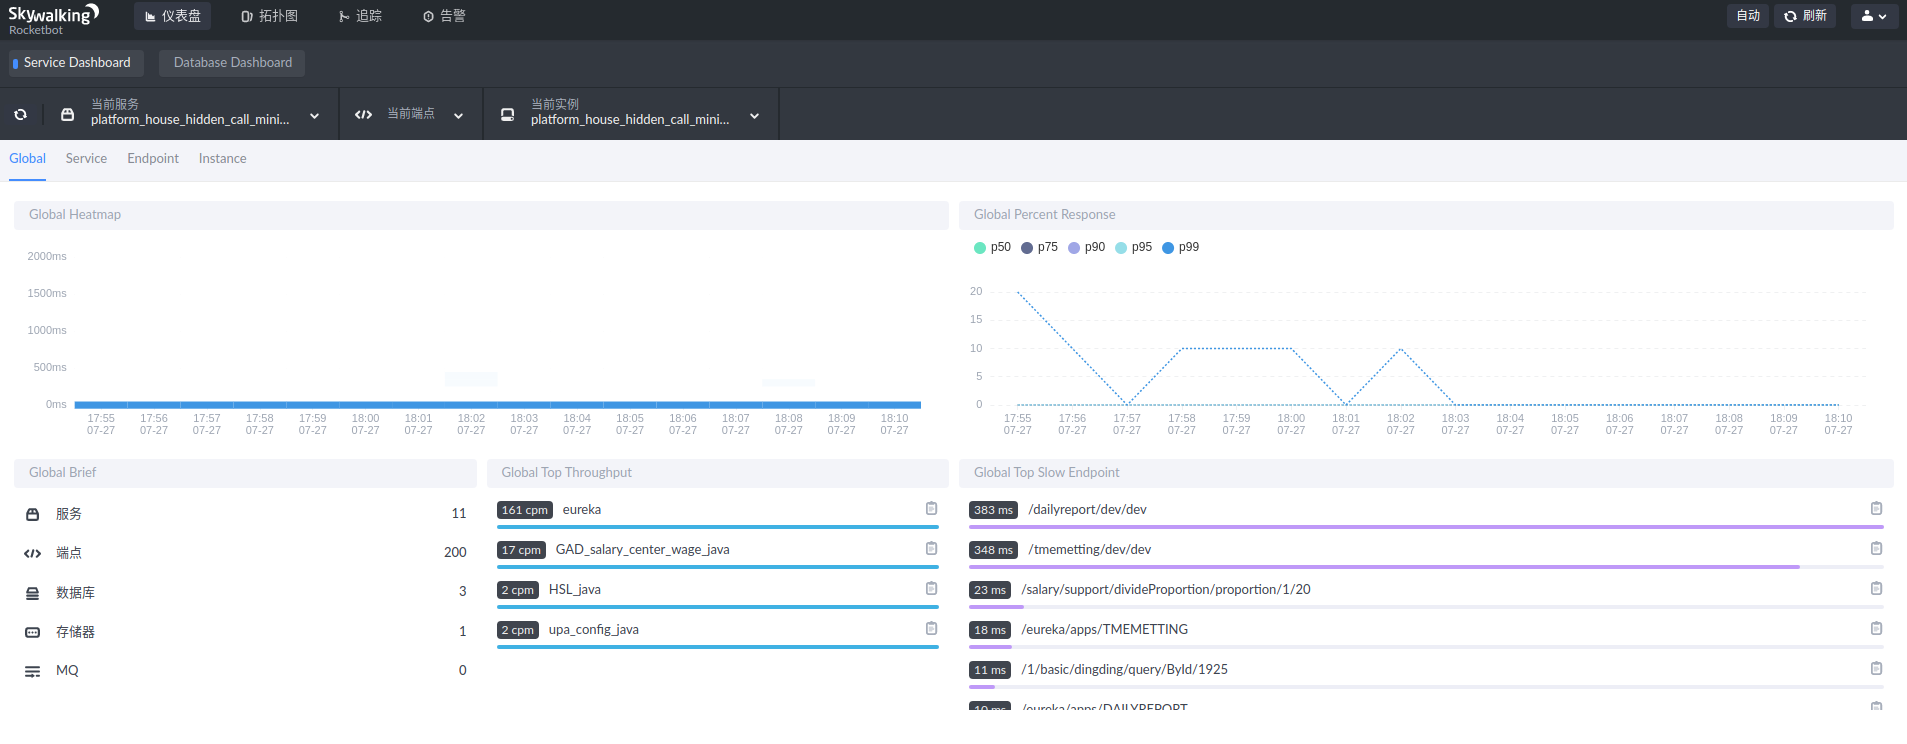 Skywalking
Rocketbot
仪表盘
拓扑图
追踪
告警
自动
刷新
Service Dashboard
Database Dashboard
当前服务
platform_house_hidden_call_mini...
当前端点
当前实例
platform_house_hidden_call_mini...
Global Service Endpoint Instance
Global Heatmap
2000ms
1500ms
1000ms
500ms
0ms
17:55 17:56 17:57 17:58 17:59 18:00 18:01 18:02 18:03 18:04 18:05 18:06 18:07 18:08 18:09 18:10
07-27 07-27 07-27 07-27 07-27 07-27 07-27 07-27 07-27 07-27 07-27 07-27 07-27 07-27 07-27 07-27
Global Percent Response
p50 p75 p90 p95 p99
20
15
10
5
0
17:55 17:56 17:57 17:58 17:59 18:00 18:01 18:02 18:03 18:04 18:05 18:06 18:07 18:08 18:09 18:10
07-27 07-27 07-27 07-27 07-27 07-27 07-27 07-27 07-27 07-27 07-27 07-27 07-27 07-27 07-27 07-27
Global Brief
服务 11
端点 200
数据库 3
存储器 1
MQ 0
Global Top Throughput
161 cpm eureka
17 cpm GAD_salary_center_wage_java
2 cpm HSL_java
2 cpm upa_config_java
Global Top Slow Endpoint
383 ms /dailyreport/dev/dev
348 ms /tmemetting/dev/dev
23 ms /salary/support/divideProportion/proportion/1/20
18 ms /eureka/apps/TMEMETTING
11 ms /1/basic/dingding/query/ById/1925
10 ms /eureka/apps/DAILYREPORT